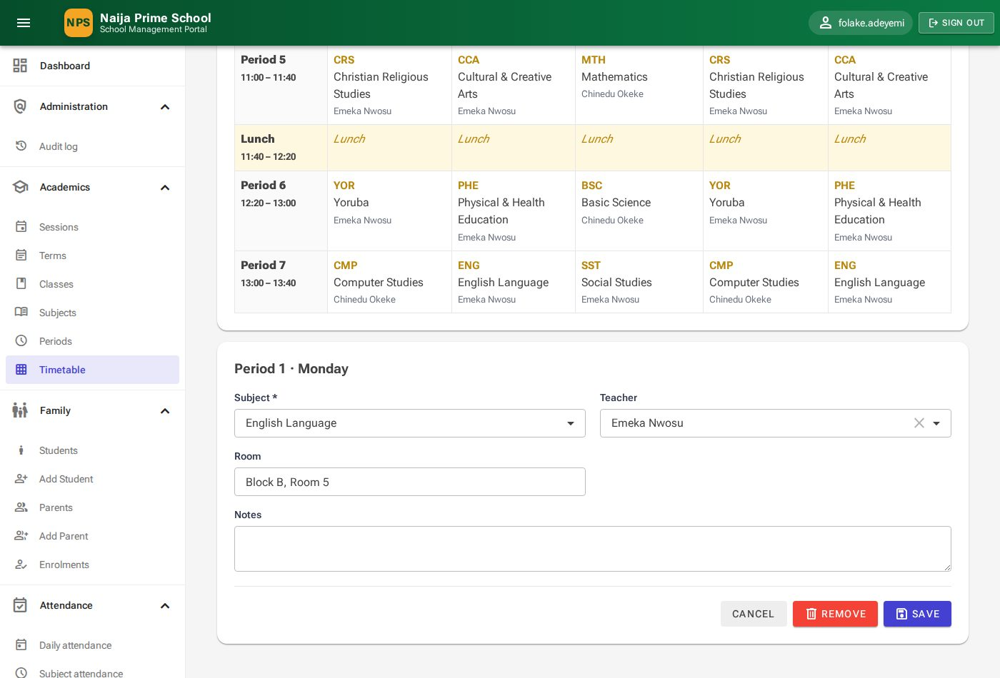 NPS
Naija Prime School
School Management Portal
folake.adeyemi
SIGN OUT
Dashboard
Administration
Audit log
Academics
Sessions
Terms
Classes
Subjects
Periods
Timetable
Family
Students
Add Student
Parents
Add Parent
Enrolments
Attendance
Daily attendance
Subject attendance
Period 5
11:00 – 11:40
CRS
Christian Religious
Studies
Emeka Nwosu
CCA
Cultural & Creative
Arts
Emeka Nwosu
MTH
Mathematics
Chinedu Okeke
CRS
Christian Religious
Studies
Emeka Nwosu
CCA
Cultural & Creative
Arts
Emeka Nwosu
Lunch
11:40 – 12:20
Lunch
Lunch
Lunch
Lunch
Lunch
Period 6
12:20 – 13:00
YOR
Yoruba
Emeka Nwosu
PHE
Physical & Health
Education
Emeka Nwosu
BSC
Basic Science
Chinedu Okeke
YOR
Yoruba
Emeka Nwosu
PHE
Physical & Health
Education
Emeka Nwosu
Period 7
13:00 – 13:40
CMP
Computer Studies
Chinedu Okeke
ENG
English Language
Emeka Nwosu
SST
Social Studies
Emeka Nwosu
CMP
Computer Studies
Chinedu Okeke
ENG
English Language
Emeka Nwosu
Period 1 · Monday
Subject *
English Language
Teacher
Emeka Nwosu
Room
Block B, Room 5
Notes
CANCEL
REMOVE
SAVE